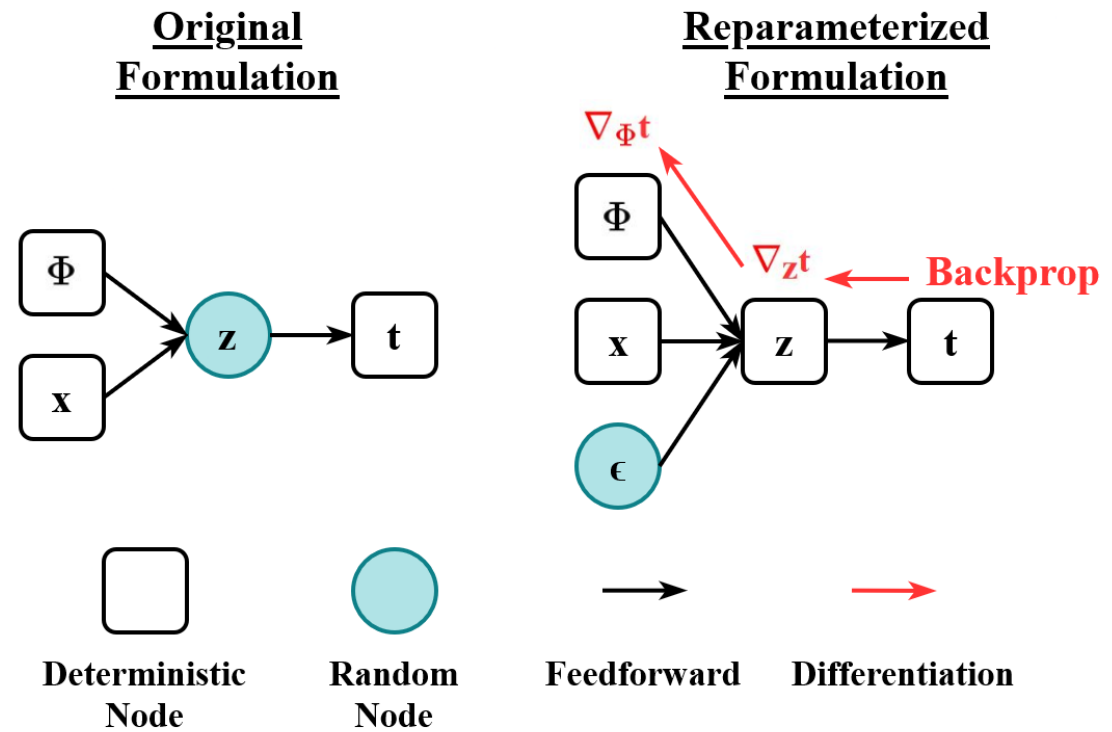 Original
Formulation
Φ
x
z
t
Reparameterized
Formulation
∇Φt
Φ
∇zt
Backprop
x
z
t
ϵ
Deterministic
Node
Random
Node
Feedforward
Differentiation